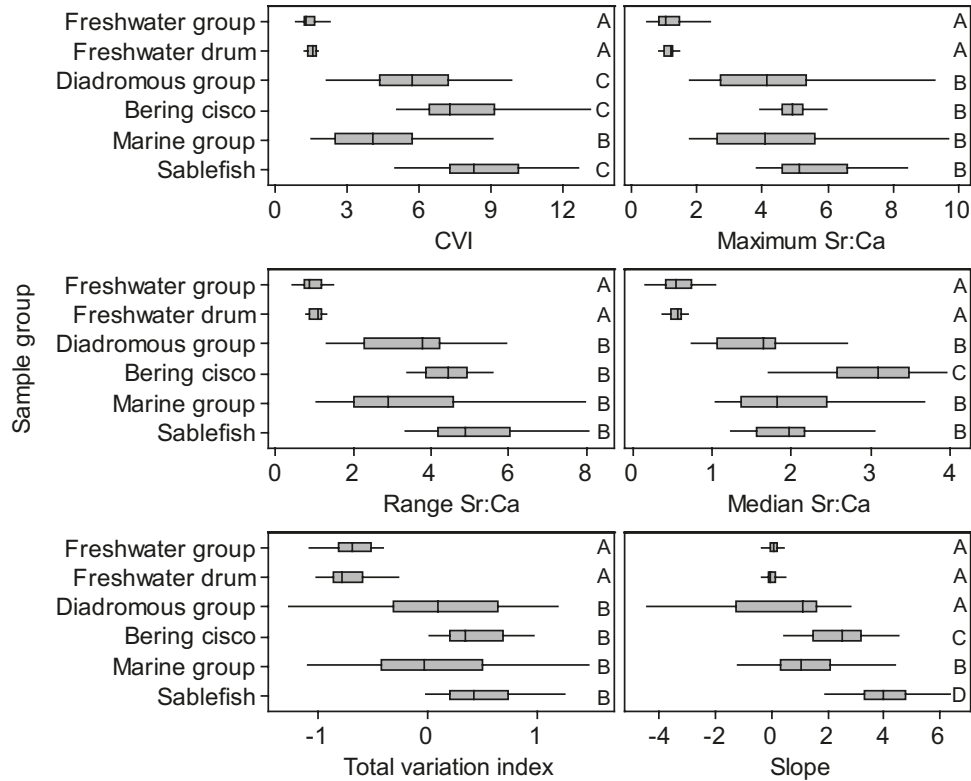 Freshwater group A A
Freshwater drum A A
Diadromous group C B
Bering cisco C B
Marine group B B
Sablefish C B
0 3 6 9 12 0 2 4 6 8 10
CVI Maximum Sr:Ca
Sample group
Freshwater group A A
Freshwater drum A A
Diadromous group B B
Bering cisco B C
Marine group B B
Sablefish B B
0 2 4 6 8 0 1 2 3 4
Range Sr:Ca Median Sr:Ca
Freshwater group A A
Freshwater drum A A
Diadromous group B A
Bering cisco B C
Marine group B B
Sablefish B D
-1 0 1 -4 -2 0 2 4 6
Total variation index Slope